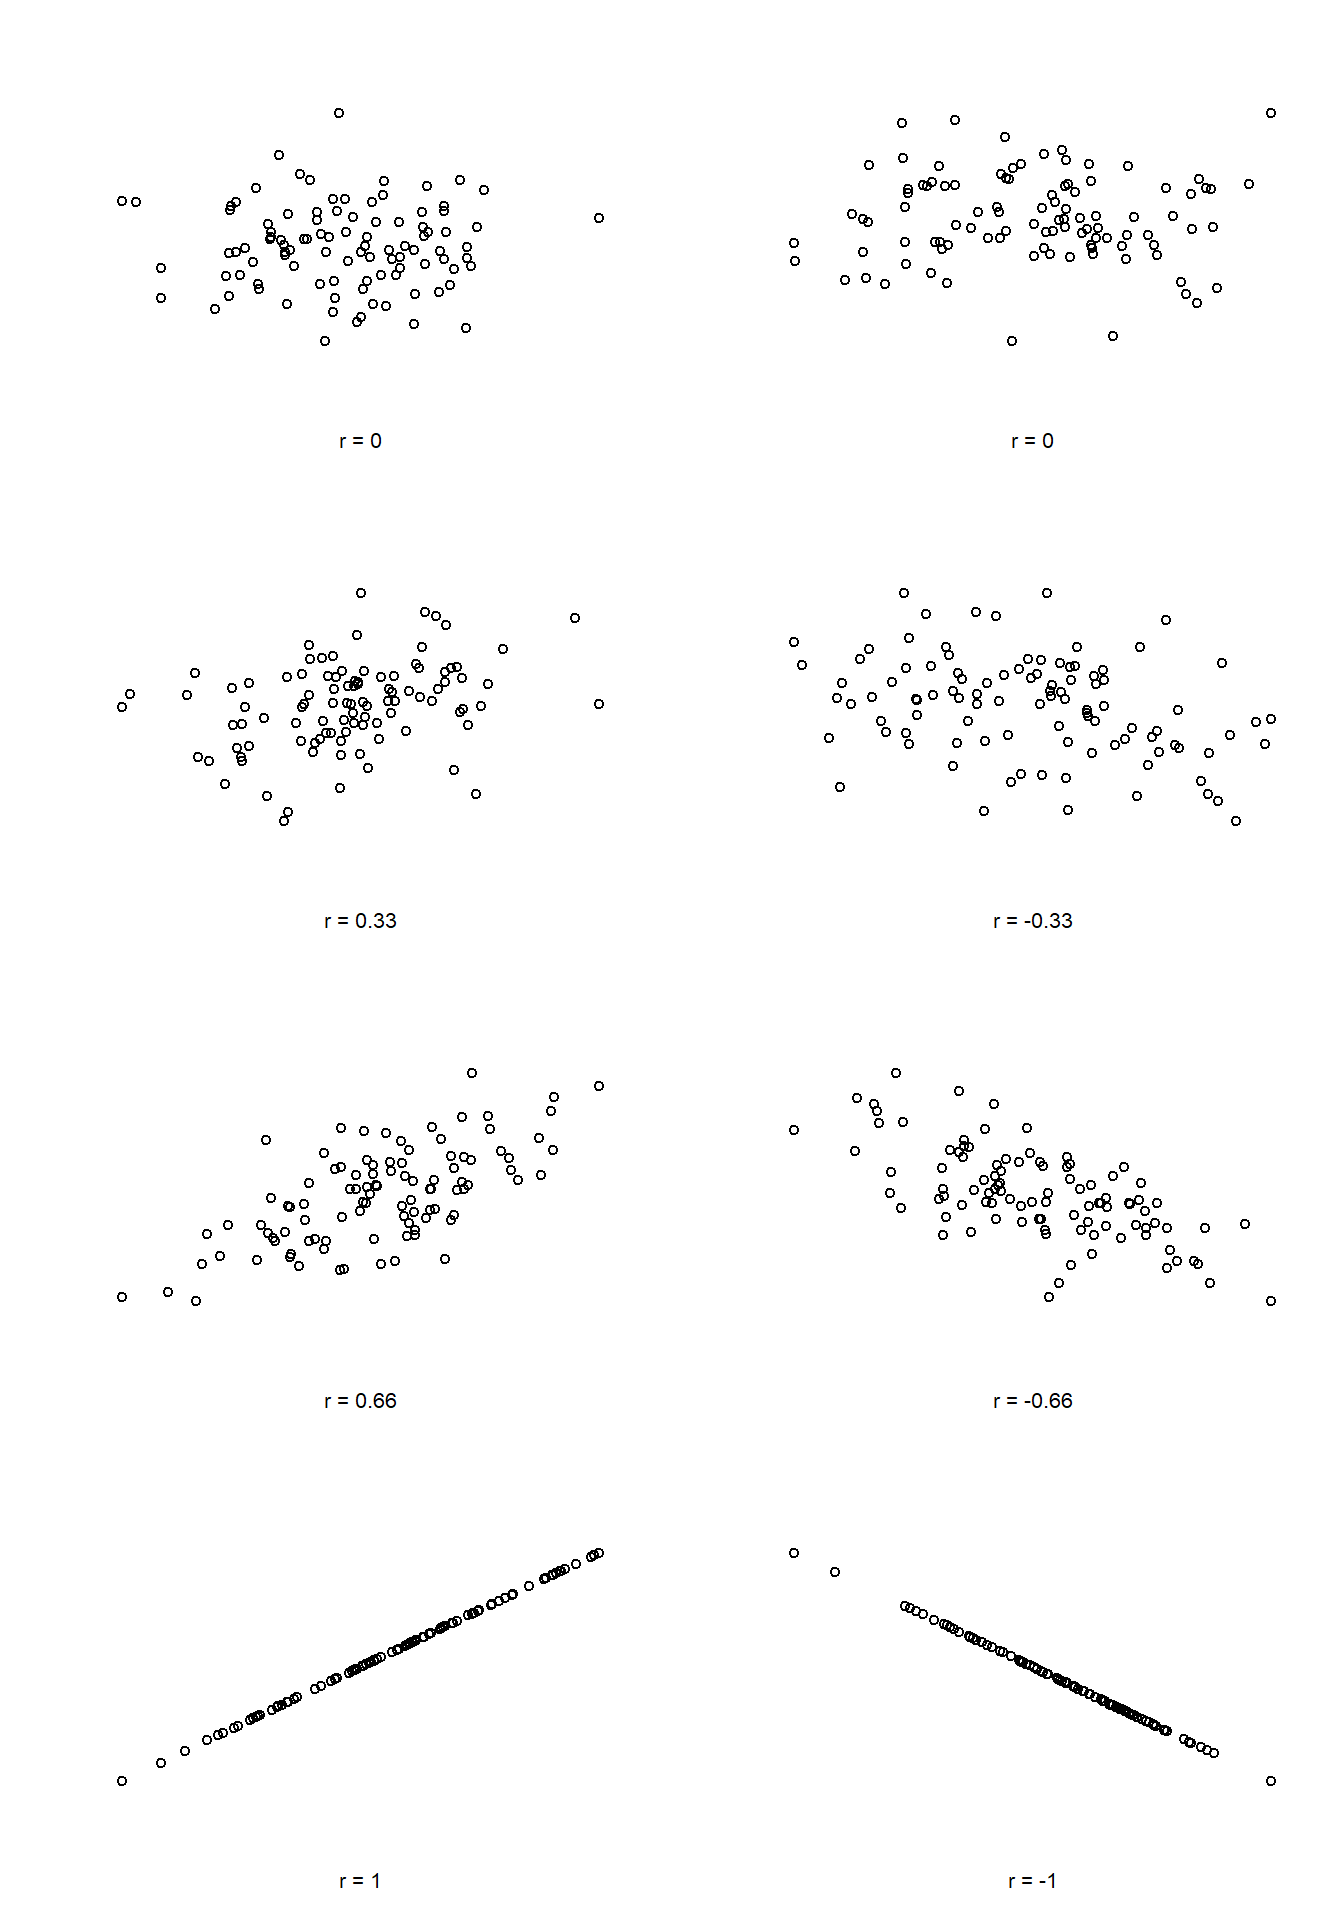 r = 0
r = 0
r = 0.33
r = -0.33
r = 0.66
r = -0.66
r = 1
r = -1